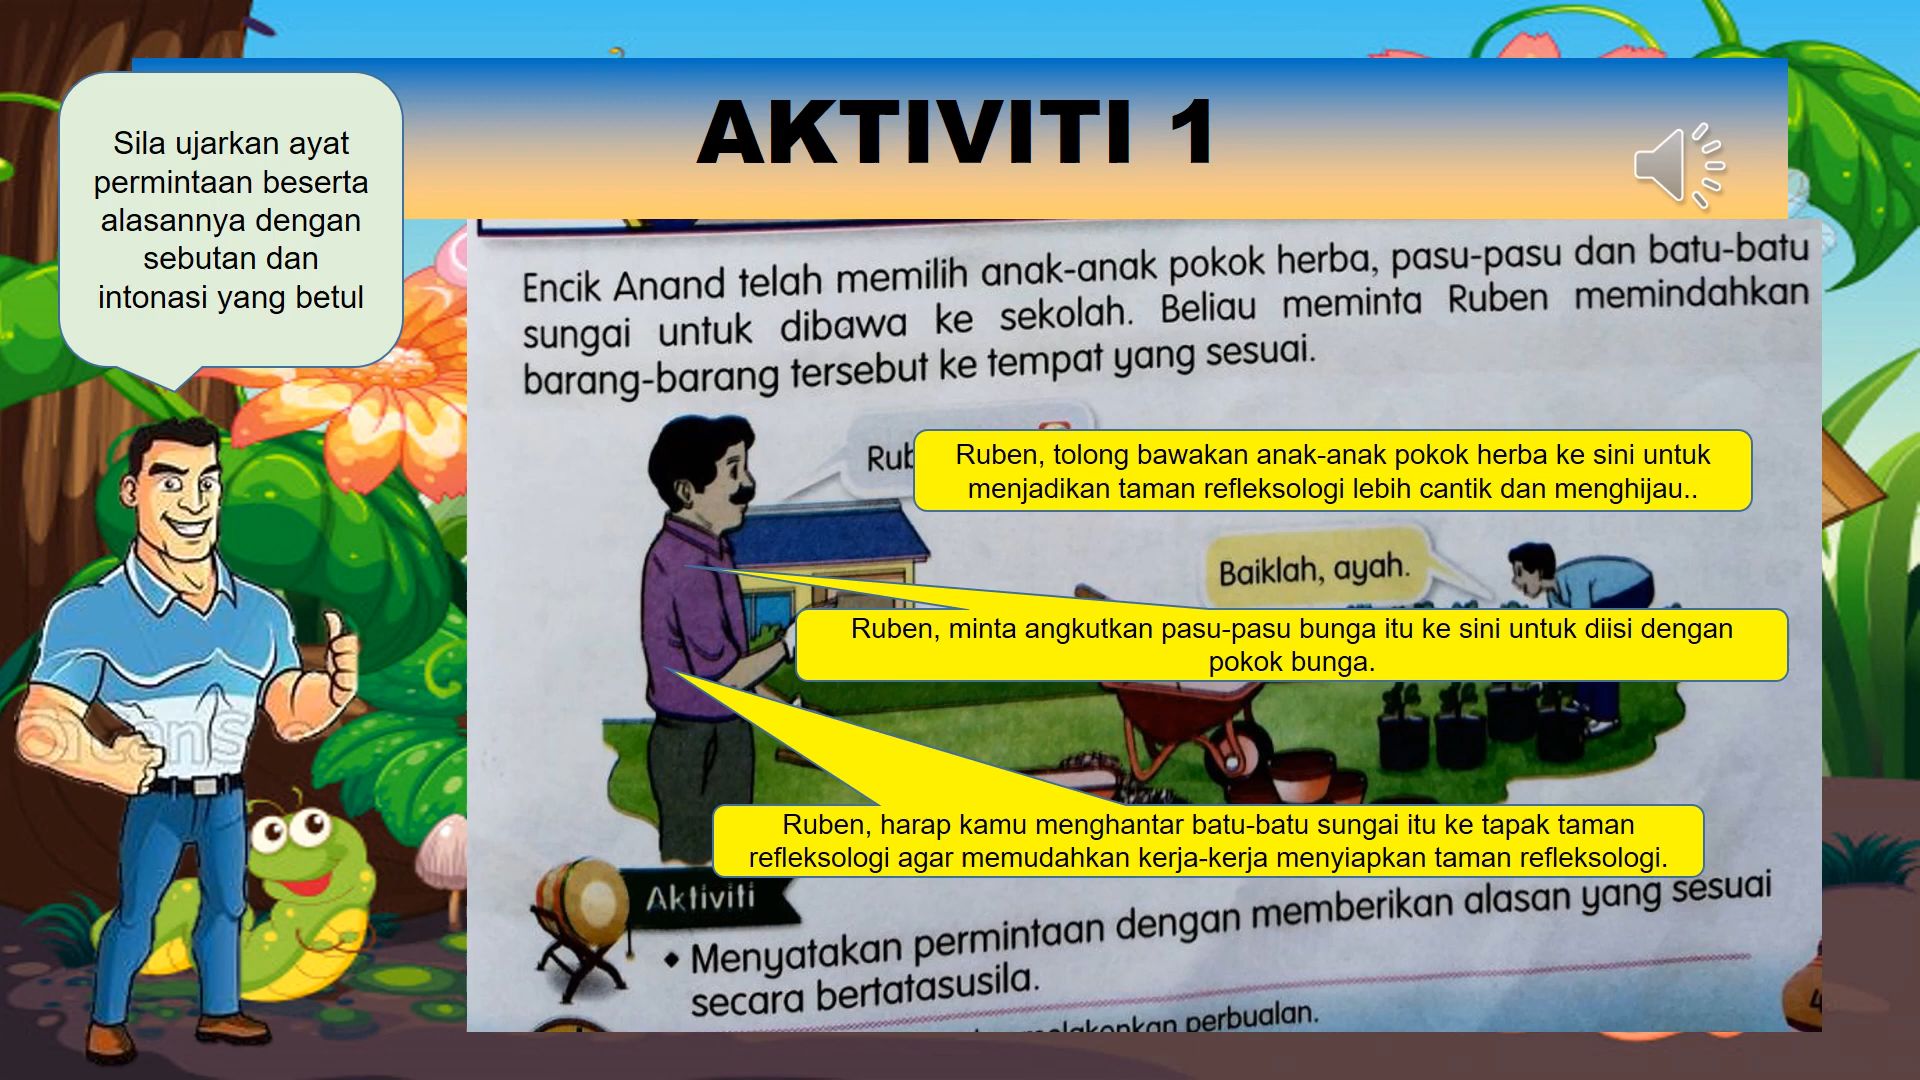 AKTIVITI 1
Sila ujarkan ayat
permintaan beserta
alasannya dengan
sebutan dan
intonasi yang betul
Encik Anand telah memilih anak-anak pokok herba, pasu-pasu dan batu-batu
sungai untuk dibawa ke sekolah. Beliau meminta Ruben memindahkan
barang-barang tersebut ke tempat yang sesuai.
Ruben, tolong bawakan anak-anak pokok herba ke sini untuk
menjadikan taman refleksologi lebih cantik dan menghijau..
Baiklah, ayah.
Ruben, minta angkutkan pasu-pasu bunga itu ke sini untuk diisi dengan
pokok bunga.
Ruben, harap kamu menghantar batu-batu sungai itu ke tapak taman
refleksologi agar memudahkan kerja-kerja menyiapkan taman refleksologi.
Aktiviti
• Menyatakan permintaan dengan memberikan alasan yang sesuai
secara bertatasusila.
perbualan.